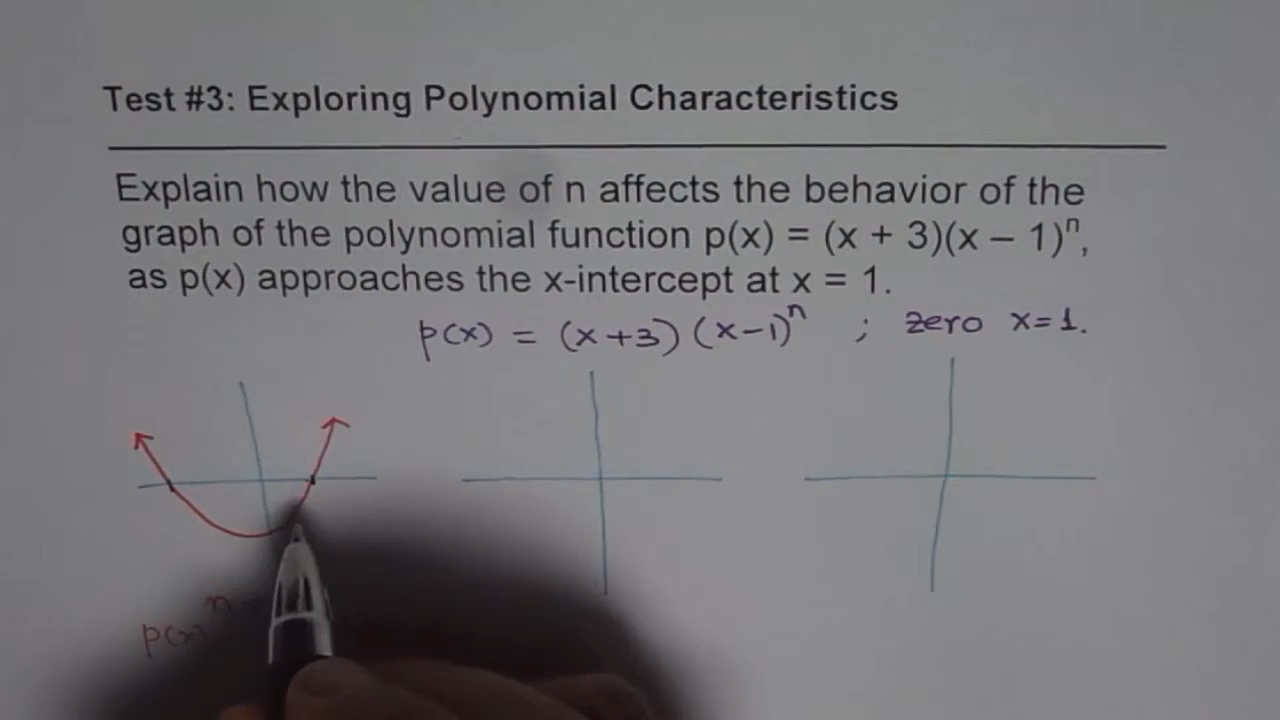 Test #3: Exploring Polynomial Characteristics
Explain how the value of n affects the behavior of the
graph of the polynomial function p(x) = (x + 3)(x – 1)ⁿ,
as p(x) approaches the x-intercept at x = 1.
p(x) = (x+3) (x-1)ⁿ ; zero x=1.
n